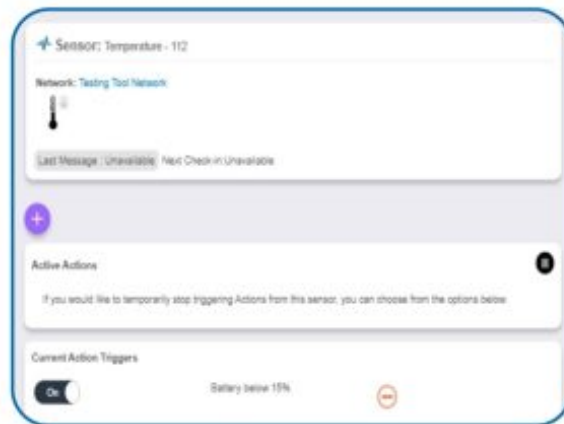 Sensor: Temperature - 112
Network: Testing Tool Network
Last Message : Unavailable Next Check-in:Unavailable
Active Actions
If you would like to temporarily stop triggering Actions from this sensor, you can choose from the options below
Current Action Triggers
On Battery below 15%